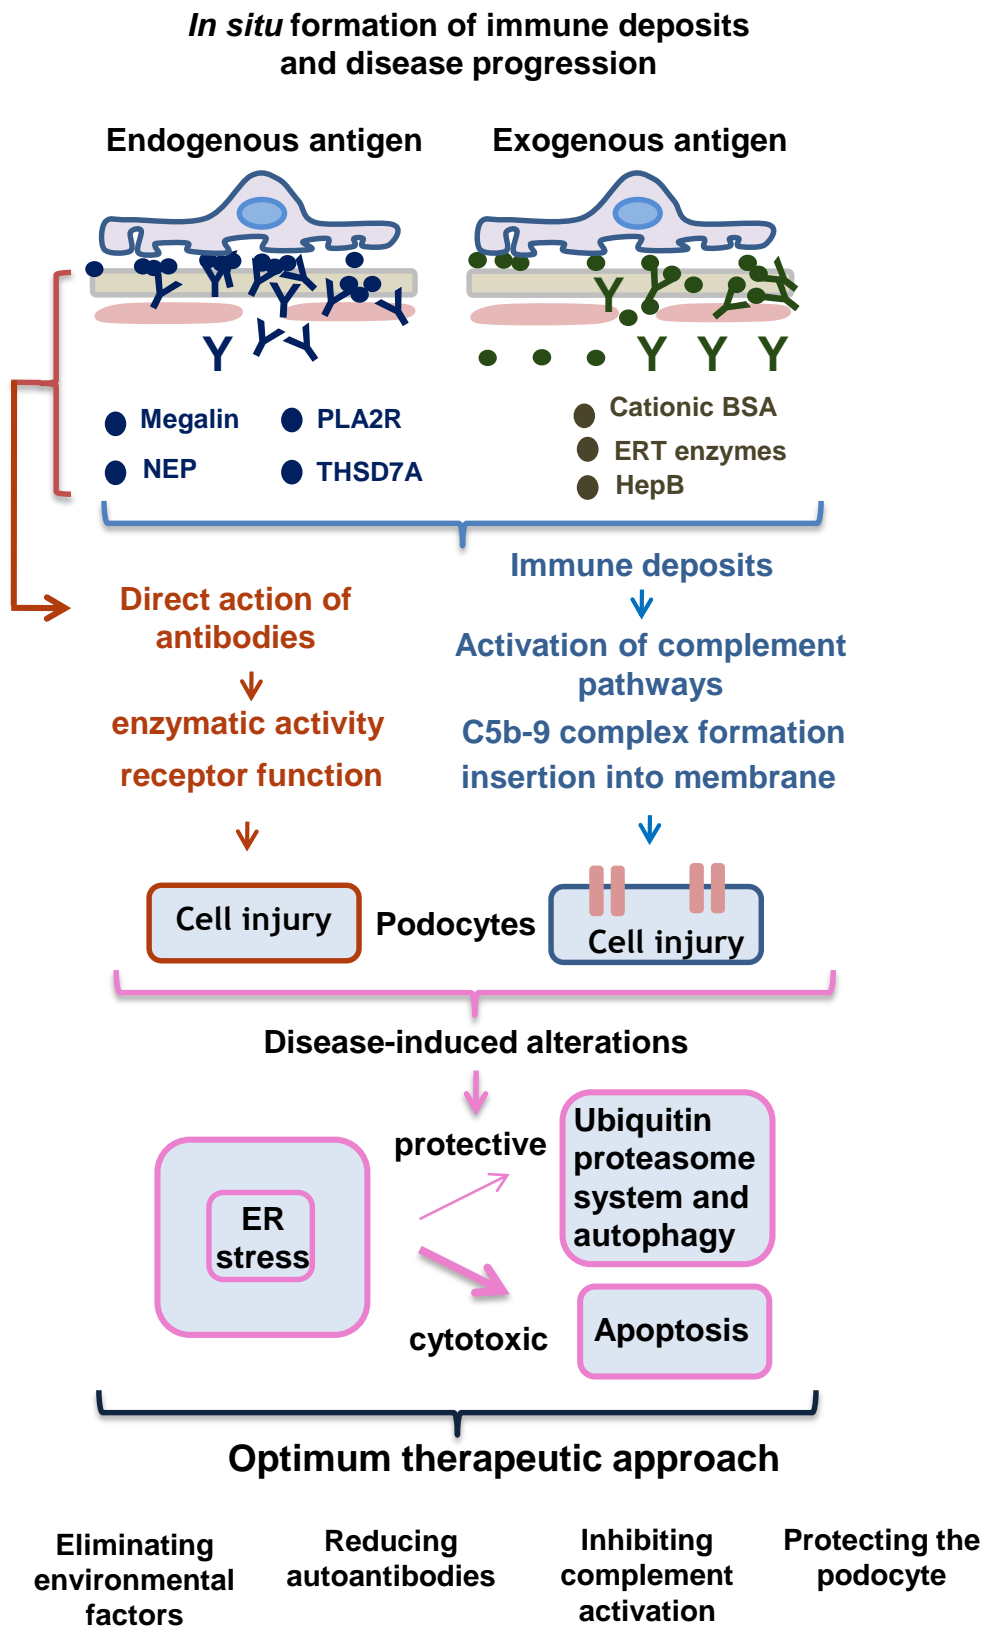 In situ formation of immune deposits
and disease progression
Endogenous antigen
Exogenous antigen
Megalin
PLA2R
NEP
THSD7A
Cationic BSA
ERT enzymes
HepB
Immune deposits
Direct action of
antibodies
Activation of complement
pathways
enzymatic activity
receptor function
C5b-9 complex formation
insertion into membrane
Cell injury
Podocytes
Cell injury
Disease-induced alterations
protective
Ubiquitin
proteasome
system and
autophagy
ER
stress
cytotoxic
Apoptosis
Optimum therapeutic approach
Eliminating
environmental
factors
Reducing
autoantibodies
Inhibiting
complement
activation
Protecting the
podocyte